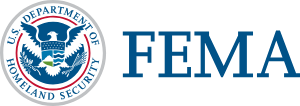 U.S. DEPARTMENT OF
HOMELAND SECURITY
FEMA